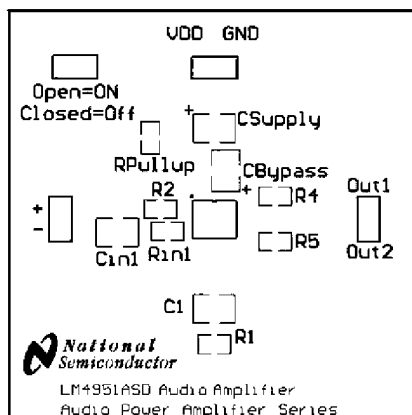 VDD GND
Open=ON
Closed=Off
+
CSupply
RPullup
CBypass
+
R2
R4
Out1
+
-
Cin1
Rin1
R5
Out2
C1
R1
National
Semiconductor
LM4951ASD Audio Amplifier
Audio Power Amplifier Series